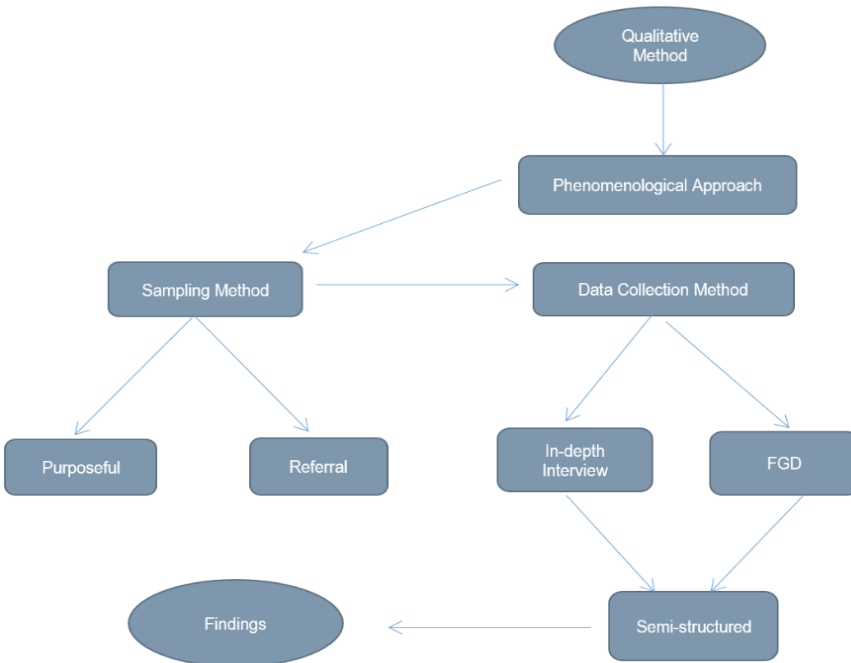 Qualitative
Method
Phenomenological Approach
Sampling Method
Data Collection Method
Purposeful
Referral
In-depth
Interview
FGD
Findings
Semi-structured